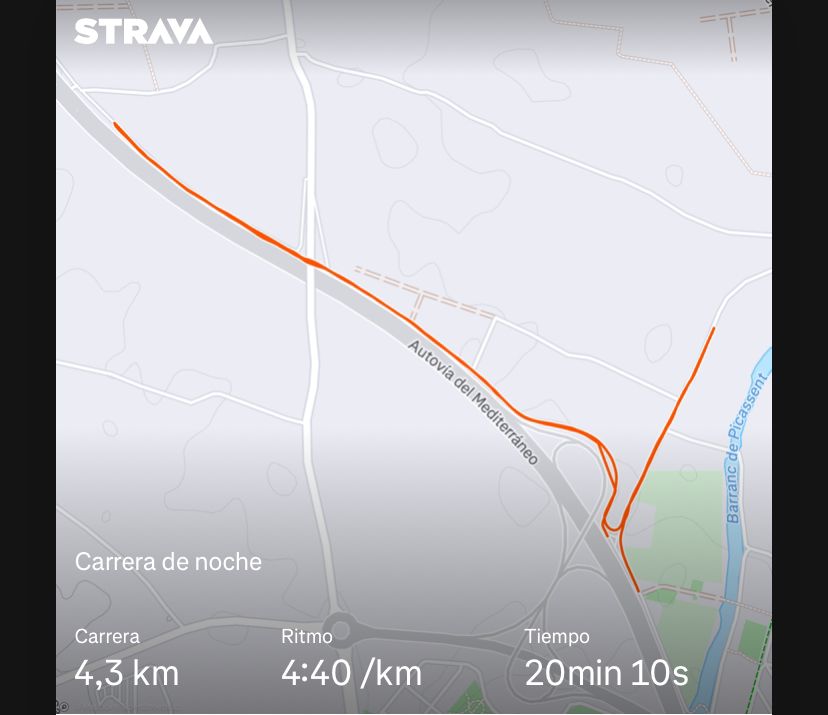 STRAVA
Autovía del Mediterráneo
Barranc de Picassent
Carrera de noche
Carrera
Ritmo
Tiempo
4,3 km
4:40 /km
20min 10s